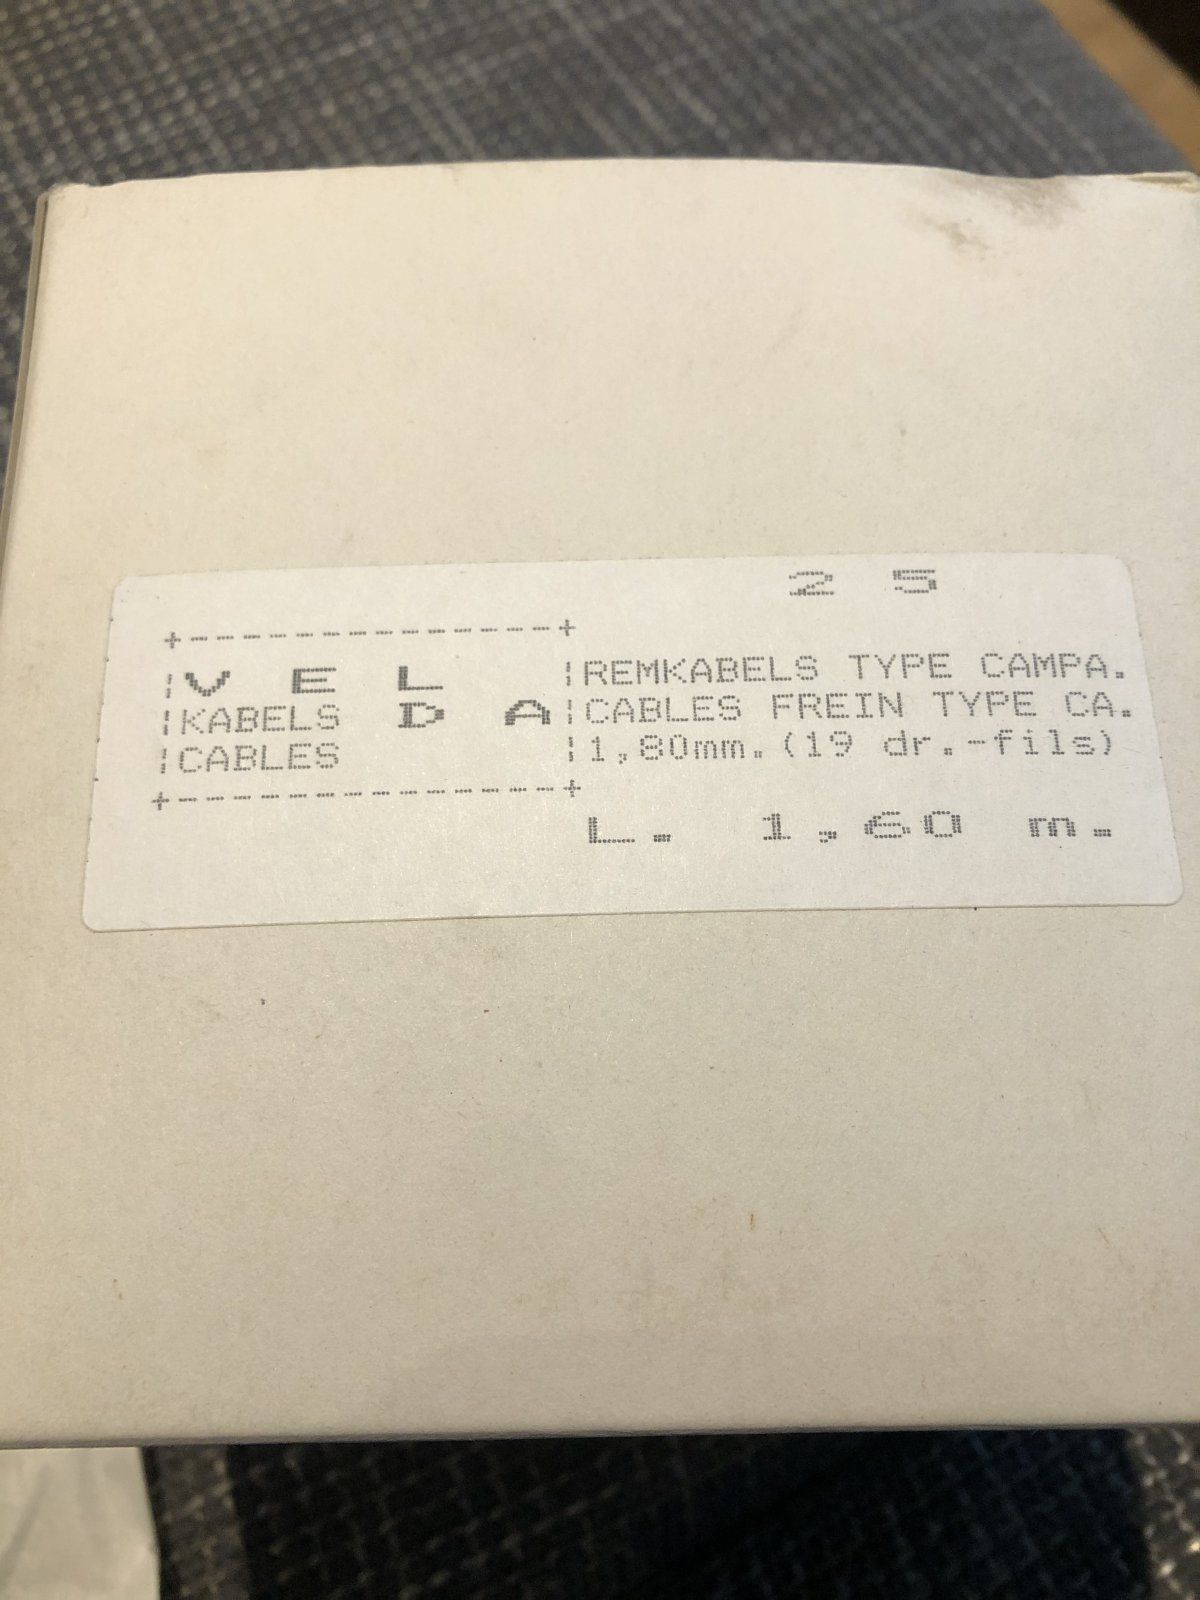 2 5
+--------------+
¦V E L ¦REMKABELS TYPE CAMPA.
¦KABELS D A¦CABLES FREIN TYPE CA.
¦CABLES ¦1,80mm.(19 dr.-fils)
+--------------+
L. 1,60 m.